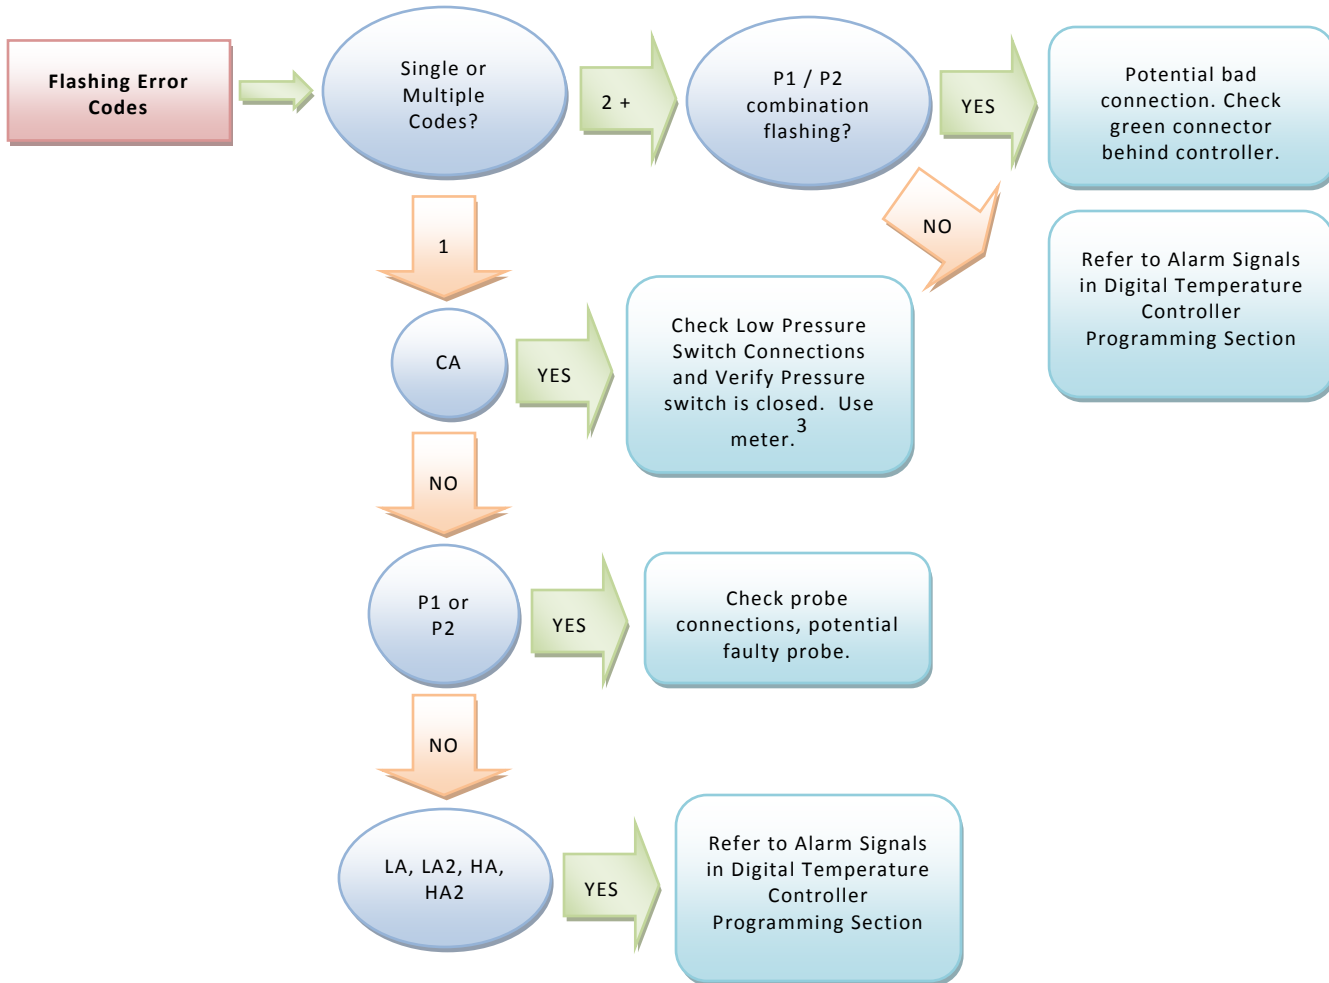 Flashing Error
Codes
Single or
Multiple
Codes?
2 +
P1 / P2
combination
flashing?
YES
Potential bad
connection. Check
green connector
behind controller.
NO
Refer to Alarm Signals
in Digital Temperature
Controller
Programming Section
1
CA
YES
Check Low Pressure
Switch Connections
and Verify Pressure
switch is closed.  Use
meter.3
NO
P1 or
P2
YES
Check probe
connections, potential
faulty probe.
NO
LA, LA2, HA,
HA2
YES
Refer to Alarm Signals
in Digital Temperature
Controller
Programming Section